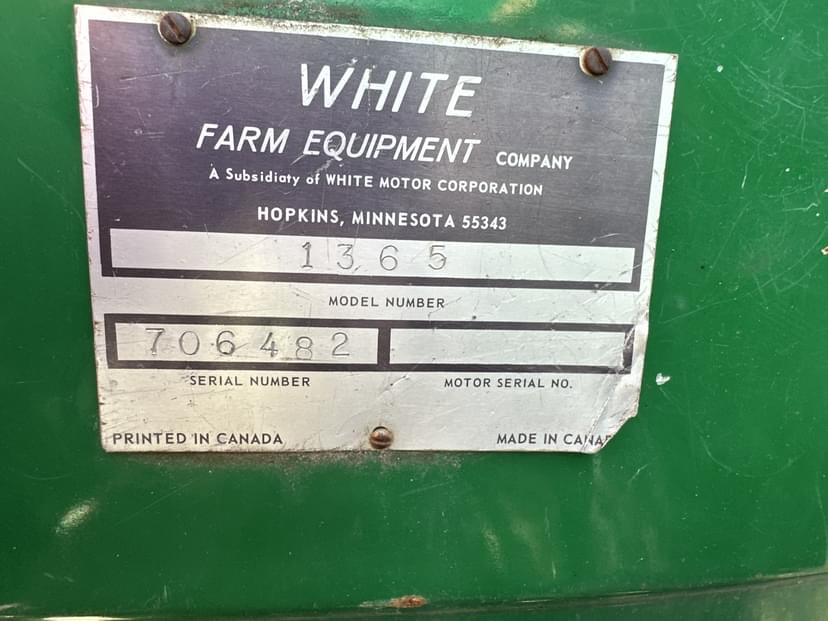 WHITE
FARM EQUIPMENT COMPANY
A Subsidiaty of WHITE MOTOR CORPORATION
HOPKINS, MINNESOTA 55343
1365
MODEL NUMBER
706482
SERIAL NUMBER MOTOR SERIAL NO.
PRINTED IN CANADA MADE IN CANA